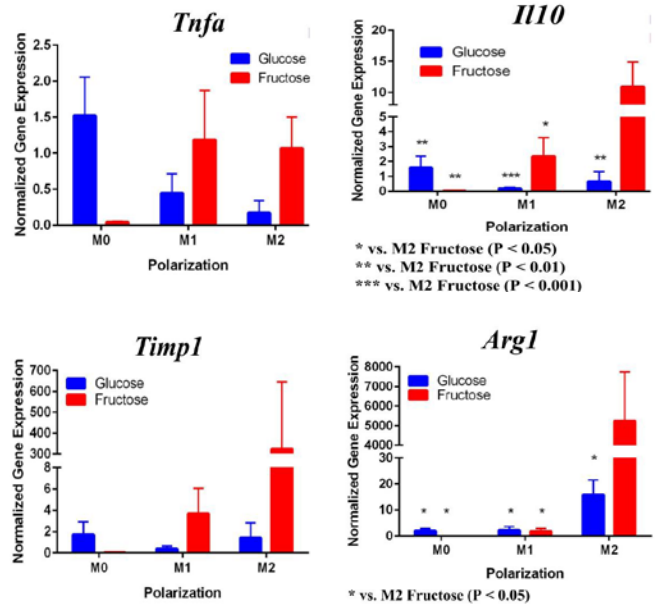 Tnfa
Normalized Gene Expression
2.5
2.0
1.5
1.0
0.5
0.0
Glucose
Fructose
M0 M1 M2
Polarization
Il10
Normalized Gene Expression
20
15
10
5
5
4
3
2
1
0
Glucose
Fructose
** ** *** * **
M0 M1 M2
Polarization
* vs. M2 Fructose (P < 0.05)
** vs. M2 Fructose (P < 0.01)
*** vs. M2 Fructose (P < 0.001)
Timp1
Normalized Gene Expression
700
600
500
400
300
8
6
4
2
0
Glucose
Fructose
M0 M1 M2
Polarization
Arg1
Normalized Gene Expression
8000
7000
6000
5000
4000
30
20
10
0
Glucose
Fructose
* * * * *
M0 M1 M2
Polarization
* vs. M2 Fructose (P < 0.05)